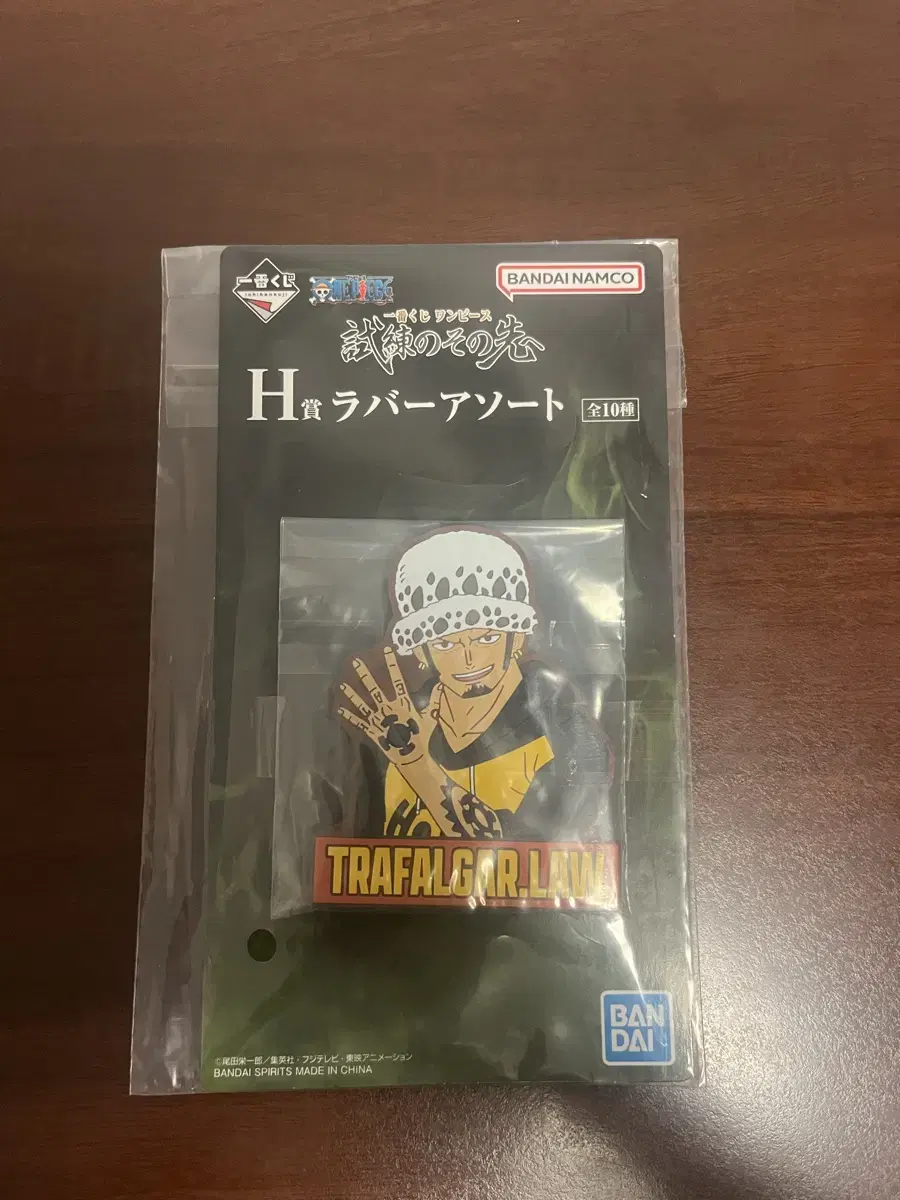 一番くじ
ichibankuji
ONE PIECE
BANDAI NAMCO
一番くじ ワンピース
試練のその先
H賞 ラバーアソート 全10種
TRAFALGAR.LAW
BAN
DAI
©尾田栄一郎／集英社・フジテレビ・東映アニメーション
BANDAI SPIRITS MADE IN CHINA